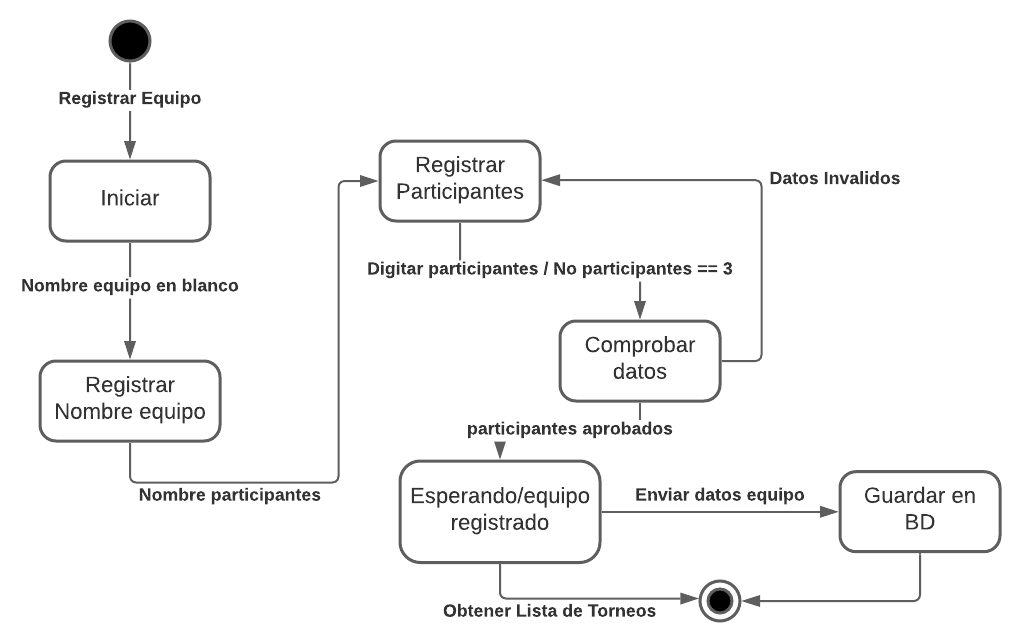 Registrar Equipo
Iniciar
Nombre equipo en blanco
Registrar
Nombre equipo
Nombre participantes
Registrar
Participantes
Datos Invalidos
Digitar participantes / No participantes == 3
Comprobar
datos
participantes aprobados
Esperando/equipo
registrado
Enviar datos equipo
Guardar en
BD
Obtener Lista de Torneos